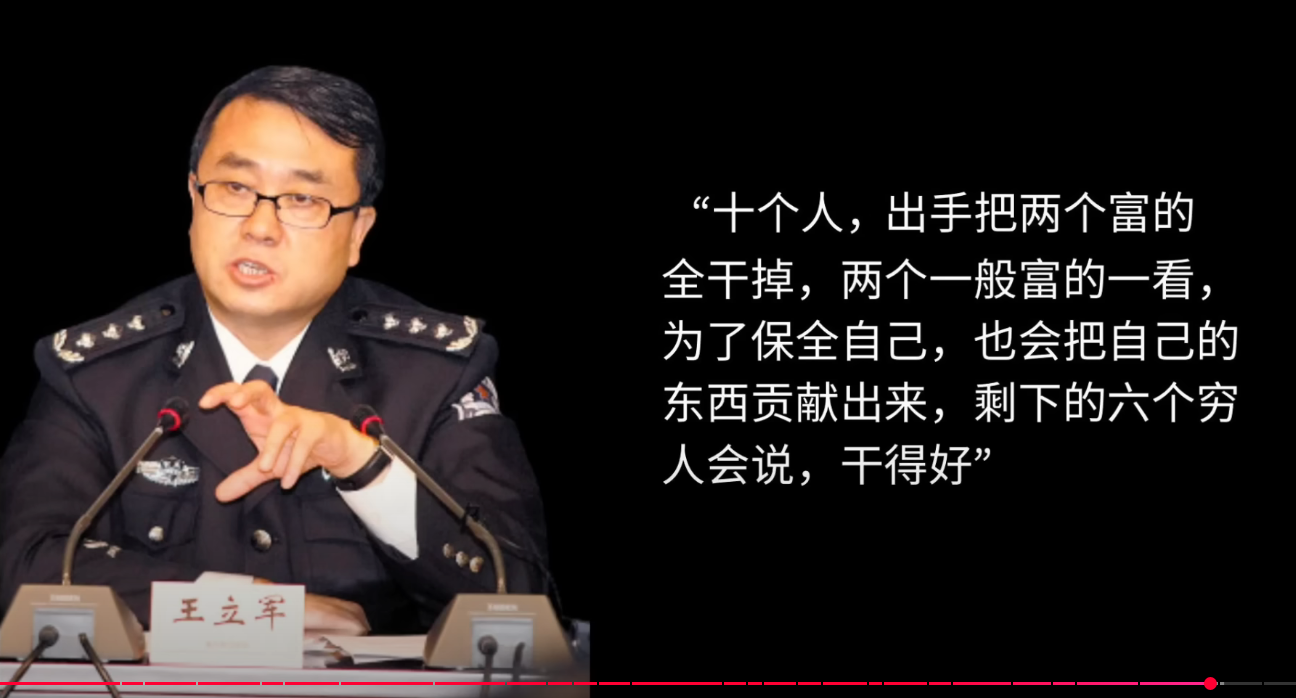 “十个人，出手把两个富的
全干掉，两个一般富的一看，
为了保全自己，也会把自己的
东西贡献出来，剩下的六个穷
人会说，干得好”
王立军